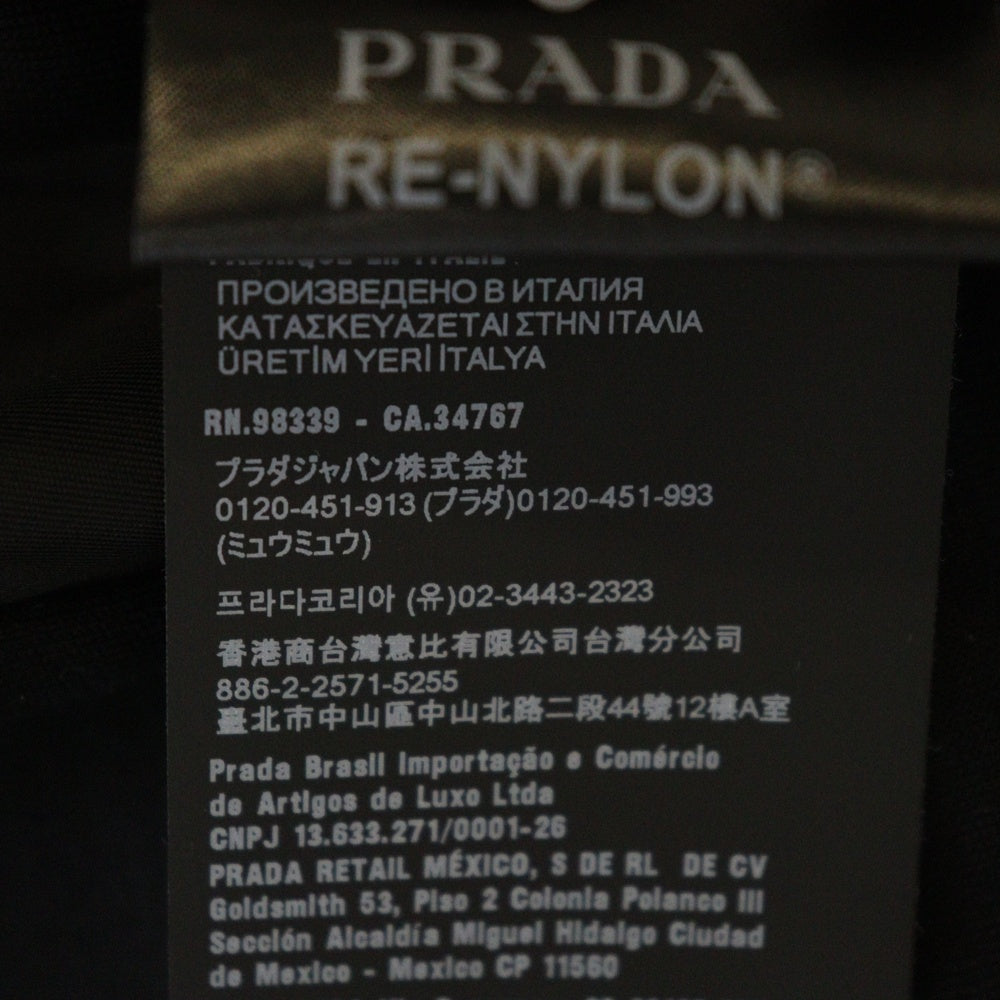 PRADA
RE-NYLON®
ПРОИЗВЕДЕНО В ИТАЛИЯ
ΚΑΤΑΣΚΕΥΑΖΕΤΑΙ ΣΤΗΝ ΙΤΑΛΙΑ
ÜRETİM YERİ İTALYA
RN.98339 - CA.34767
プラダジャパン株式会社
0120-451-913 (プラダ)0120-451-993
(ミュウミュウ)
프라다코리아 (유)02-3443-2323
香港商台灣意比有限公司台灣分公司
886-2-2571-5255
臺北市中山區中山北路二段44號12樓A室
Prada Brasil Importação e Comércio
de Artigos de Luxo Ltda
CNPJ 13.633.271/0001-26
PRADA RETAIL MÉXICO, S DE RL DE CV
Goldsmith 53, Piso 2 Colonia Polanco III
Sección Alcaldía Miguel Hidalgo Ciudad
de Mexico - Mexico CP 11560